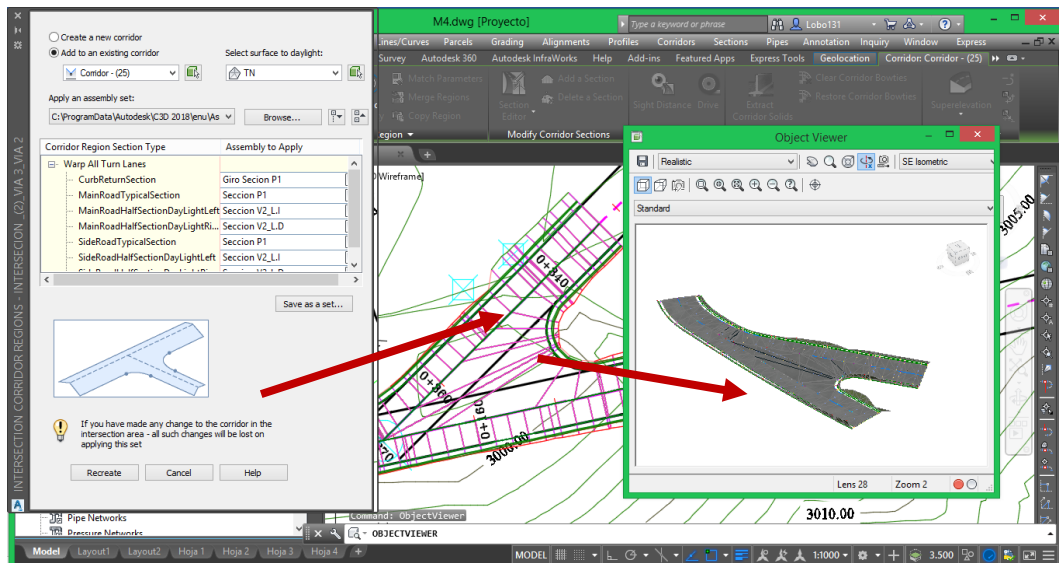 M4.dwg [Proyecto]
Type a keyword or phrase
Lobo131
Lines/Curves Parcels Grading Alignments Profiles Corridors Sections Pipes Annotation Inquiry Window Express
Survey Autodesk 360 Autodesk InfraWorks Help Add-ins Featured Apps Express Tools Geolocation Corridor: Corridor - (25)
Match Parameters
Merge Regions
Copy Region
Section Editor
Add a Section
Delete a Section
Sight Distance Drive
Extract Corridor Solids
Clear Corridor Bowties
Restore Corridor Bowties
Superelevation
Region
Modify Corridor Sections
Create a new corridor
Add to an existing corridor
Select surface to daylight:
Corridor - (25)
TN
Apply an assembly set:
C:\ProgramData\Autodesk\C3D 2018\enu\As
Browse...
Corridor Region Section Type Assembly to Apply
Warp All Turn Lanes
CurbReturnSection Giro Secion P1
MainRoadTypicalSection Seccion P1
MainRoadHalfSectionDayLightLeft Seccion V2_L.I
MainRoadHalfSectionDayLightRi... Seccion V2_L.D
SideRoadTypicalSection Seccion P1
SideRoadHalfSectionDayLightLeft Seccion V2_L.I
Save as a set...
If you have made any change to the corridor in the
intersection area - all such changes will be lost on
applying this set
Recreate Cancel Help
INTERSECTION CORRIDOR REGIONS - INTERSECCION _(2)_VIA 3_VIA 2
Wireframe]
0+840
0+860
0+160
3000.00
3005.00
3010.00
Object Viewer
Realistic
SE Isometric
Standard
Lens 28 Zoom 2
Pipe Networks
Pressure Networks
Command: ObjectViewer
OBJECTVIEWER
Model Layout1 Layout2 Hoja 1 Hoja 2 Hoja 3 Hoja 4 +
MODEL
1:1000
3.500